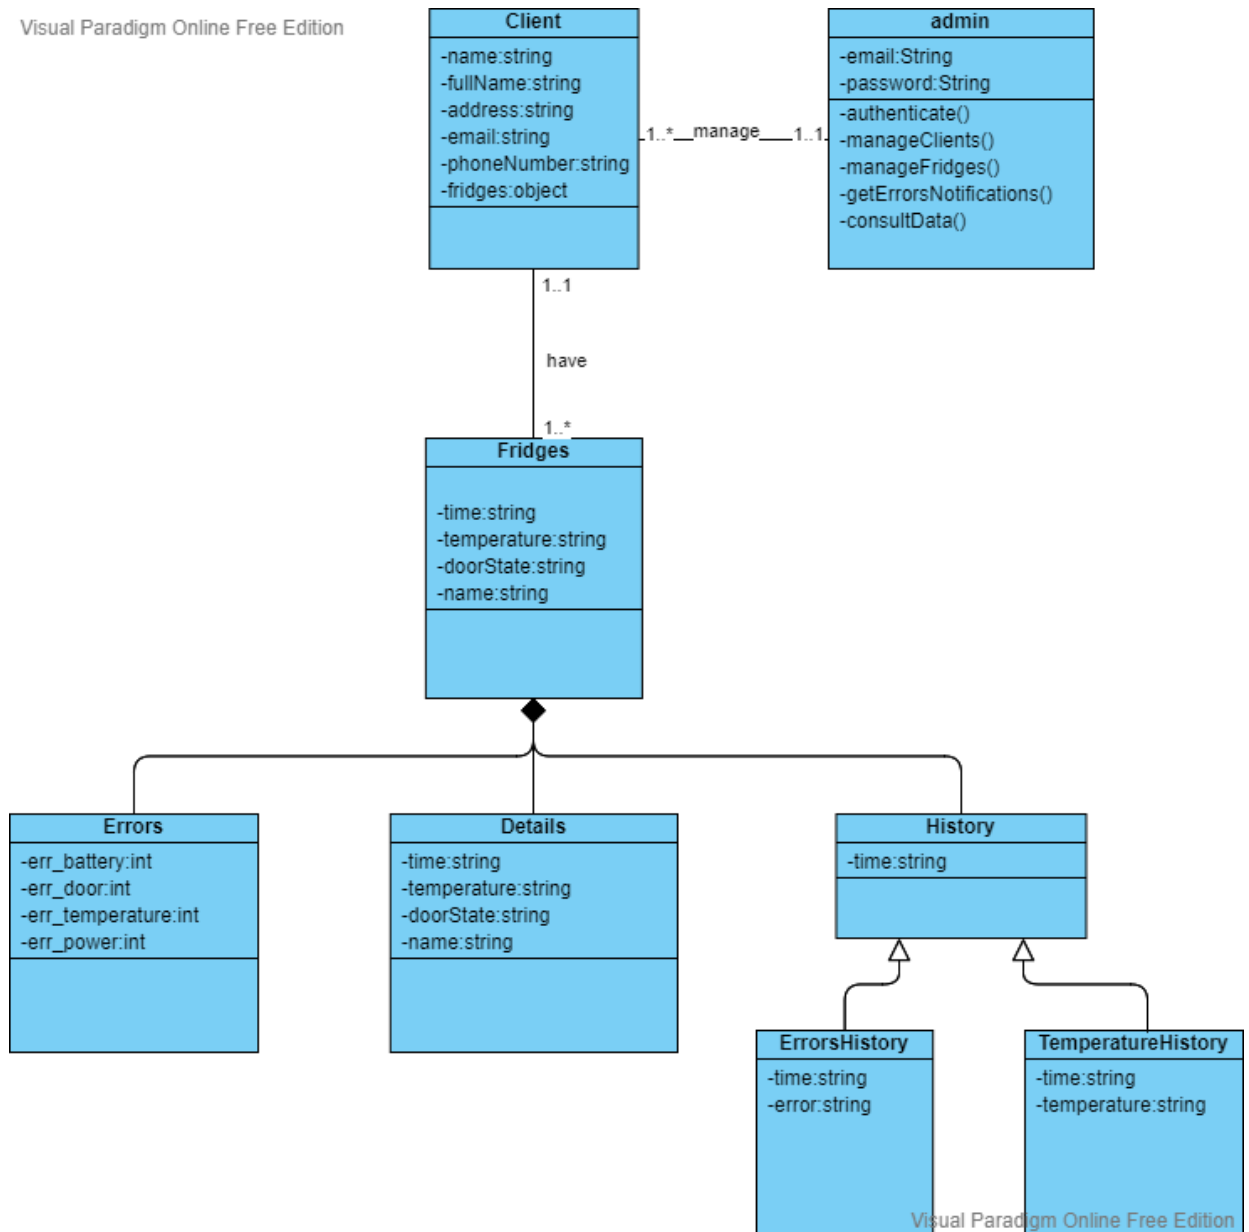 Visual Paradigm Online Free Edition
Client
-name:string
-fullName:string
-address:string
-email:string
-phoneNumber:string
-fridges:object
admin
-email:String
-password:String
-authenticate()
-manageClients()
-manageFridges()
-getErrorsNotifications()
-consultData()
1..* manage 1..1
1..1
have
1..*
Fridges
-time:string
-temperature:string
-doorState:string
-name:string
Errors
-err_battery:int
-err_door:int
-err_temperature:int
-err_power:int
Details
-time:string
-temperature:string
-doorState:string
-name:string
History
-time:string
ErrorsHistory
-time:string
-error:string
TemperatureHistory
-time:string
-temperature:string
Visual Paradigm Online Free Edition